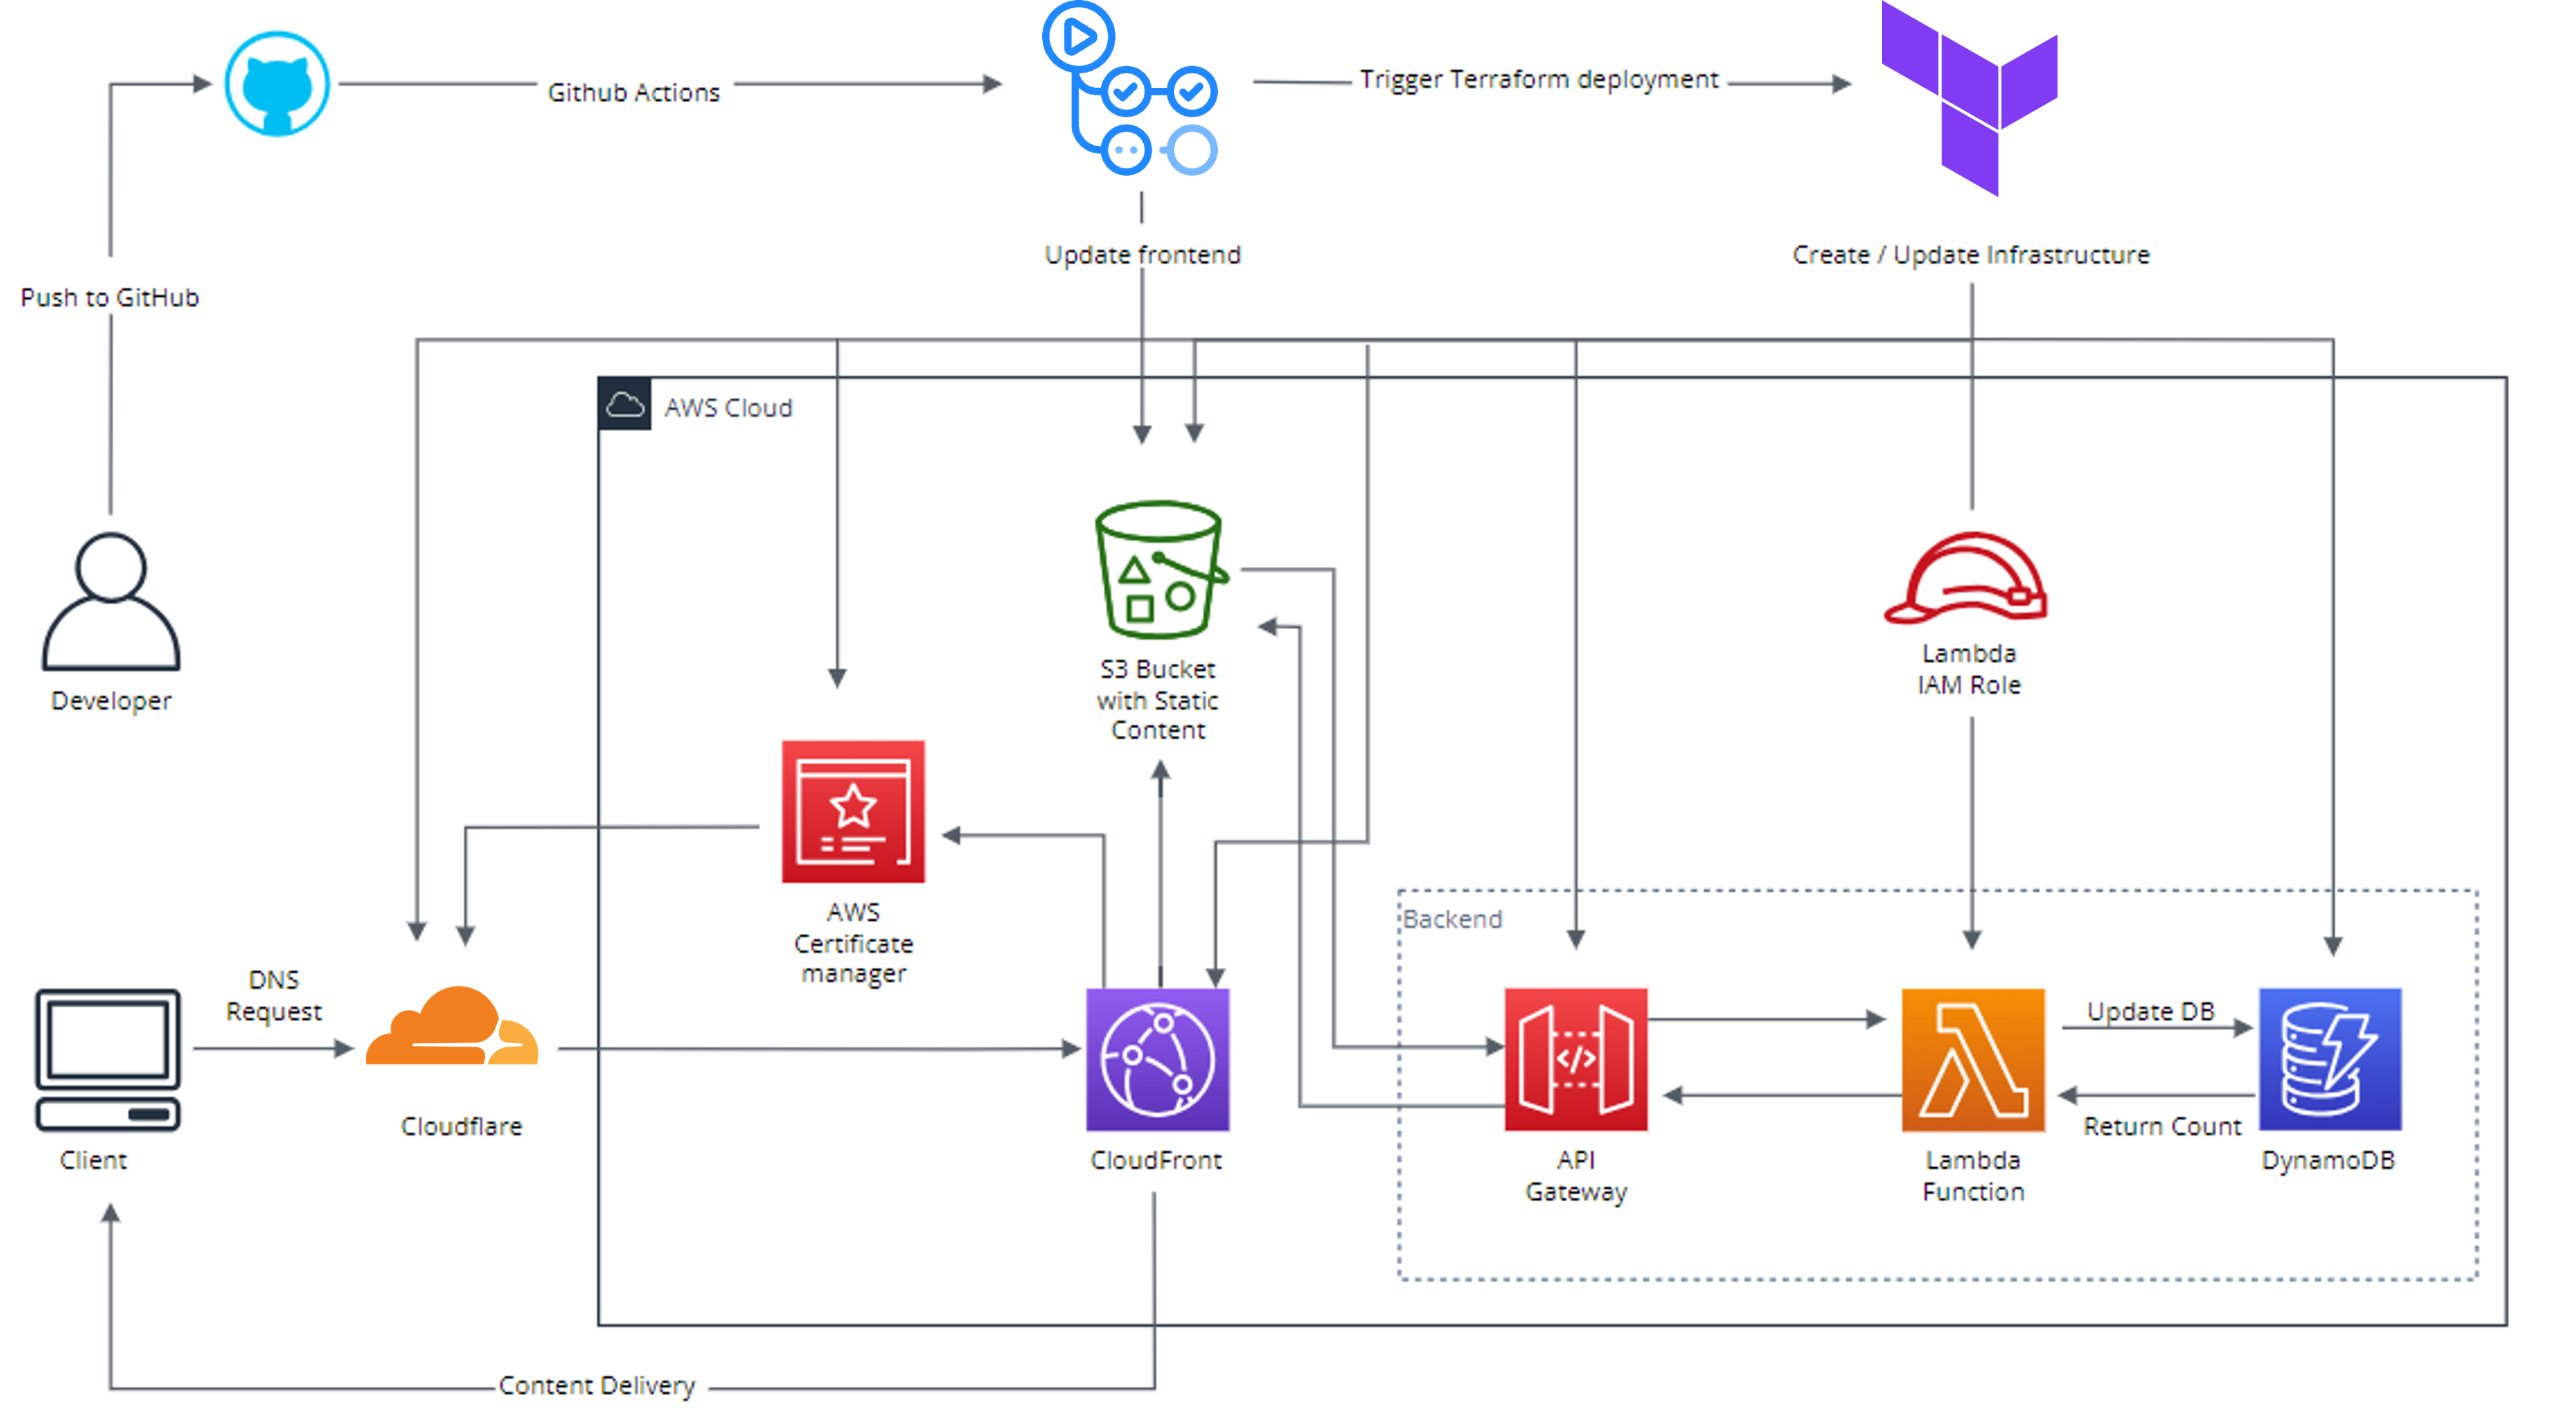 Github Actions
Trigger Terraform deployment
Update frontend
Create / Update Infrastructure
Push to GitHub
AWS Cloud
Developer
S3 Bucket
with Static
Content
Lambda
IAM Role
AWS
Certificate
manager
Backend
DNS
Request
Update DB
Cloudflare
Return Count
Client
CloudFront
API
Gateway
Lambda
Function
DynamoDB
Content Delivery